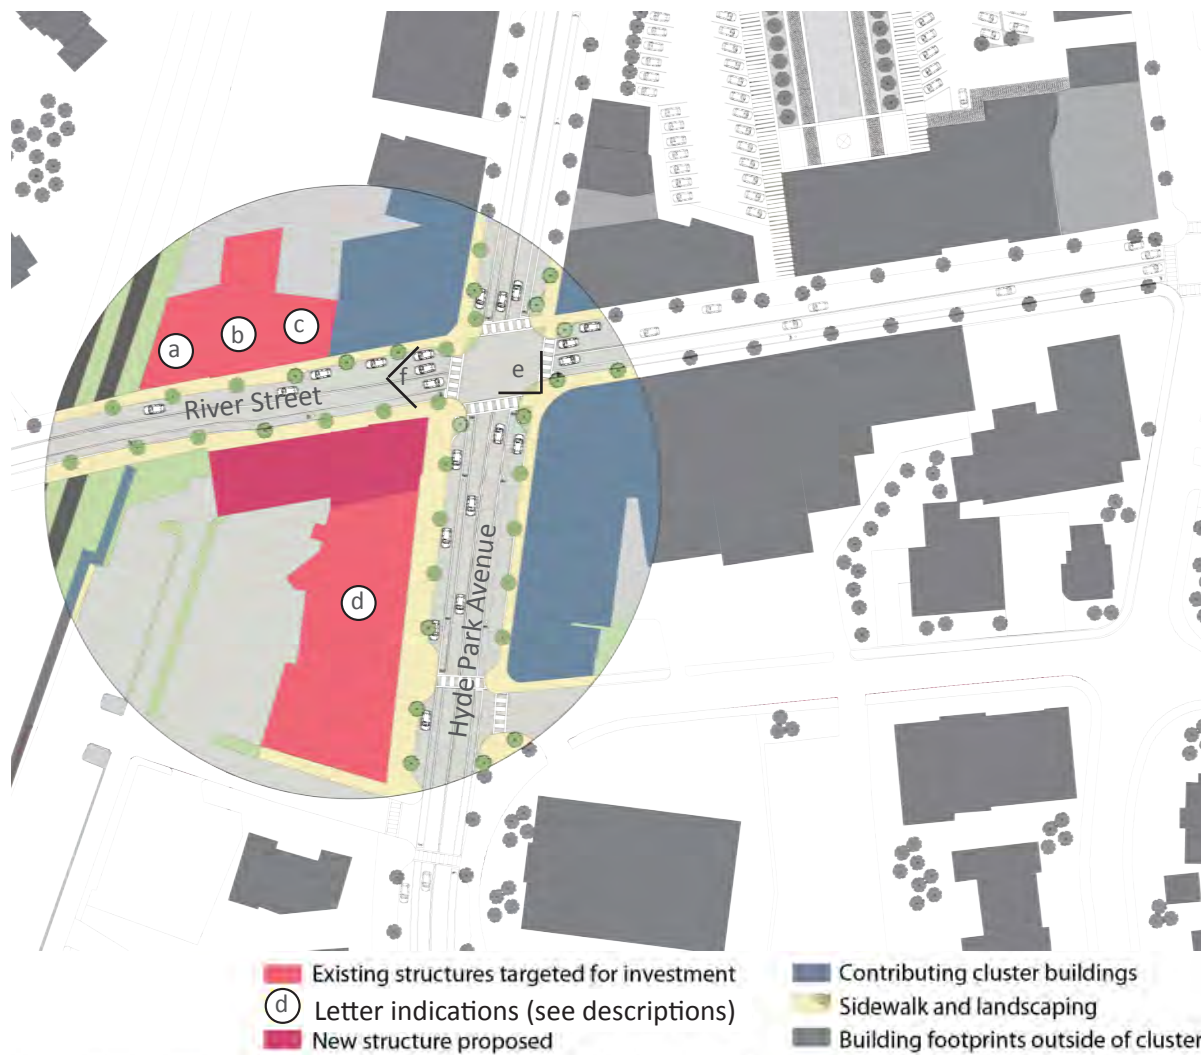 a
b
c
f
e
River Street
d
Hyde Park Avenue
Existing structures targeted for investment
d Letter indications (see descriptions)
New structure proposed
Contributing cluster buildings
Sidewalk and landscaping
Building footprints outside of cluster